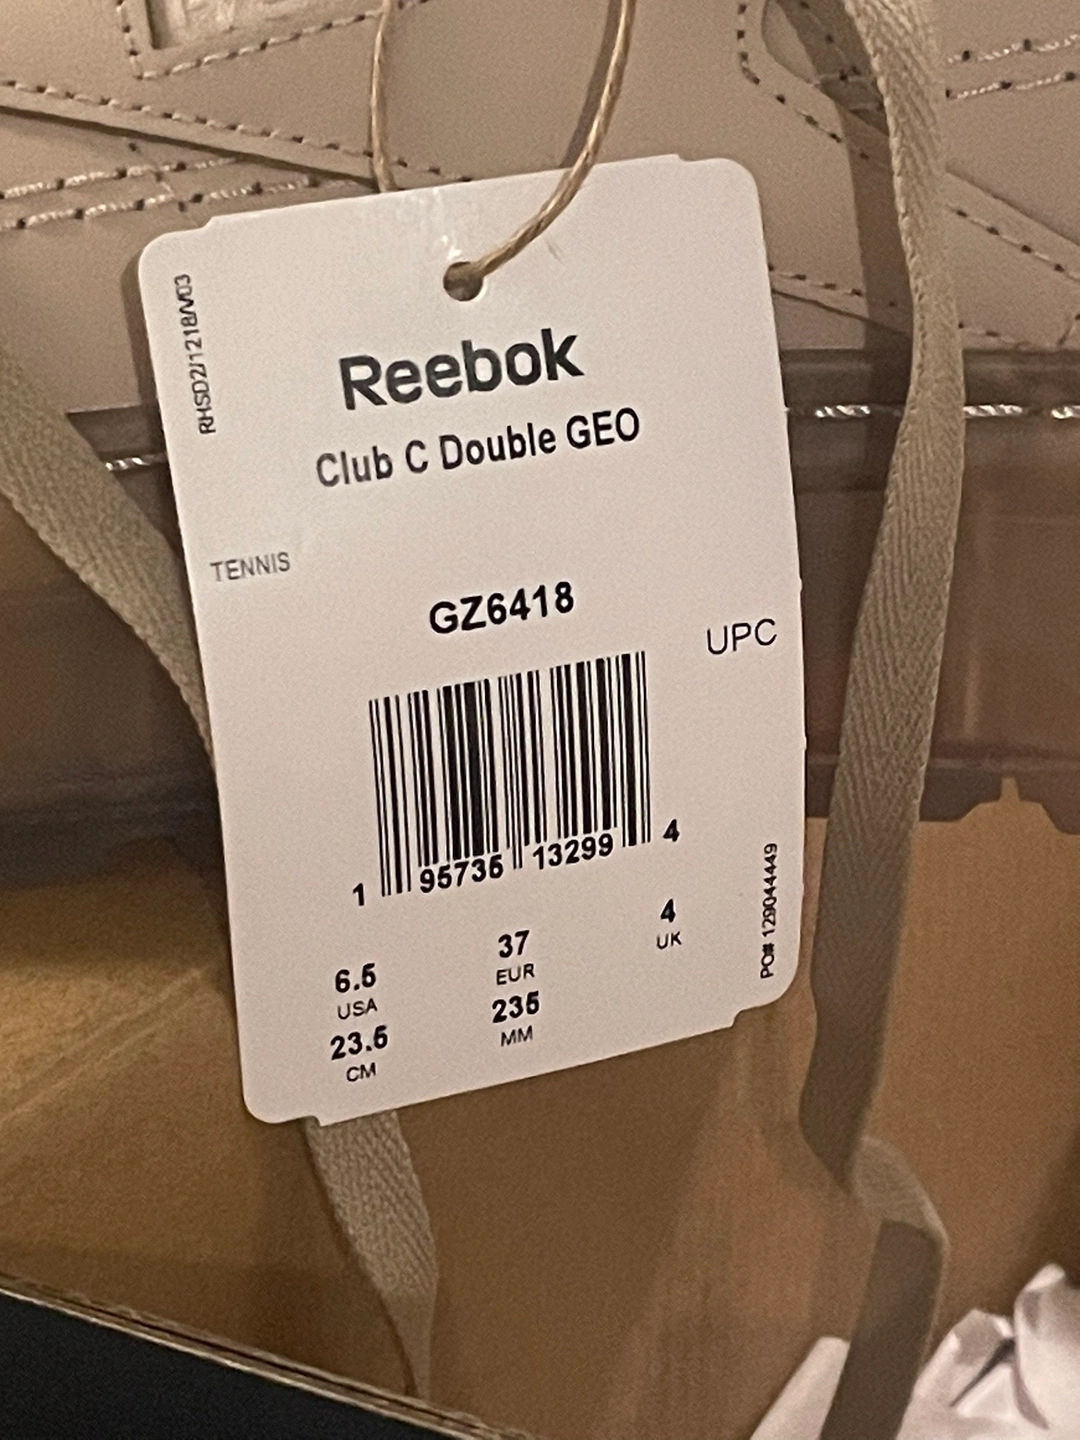 RHSD2/1218/V03
Reebok
Club C Double GEO
TENNIS
GZ6418
UPC
1 95735 13299 4
6.5 37 4
USA EUR UK
23.5 235
CM MM
PO# 129044449